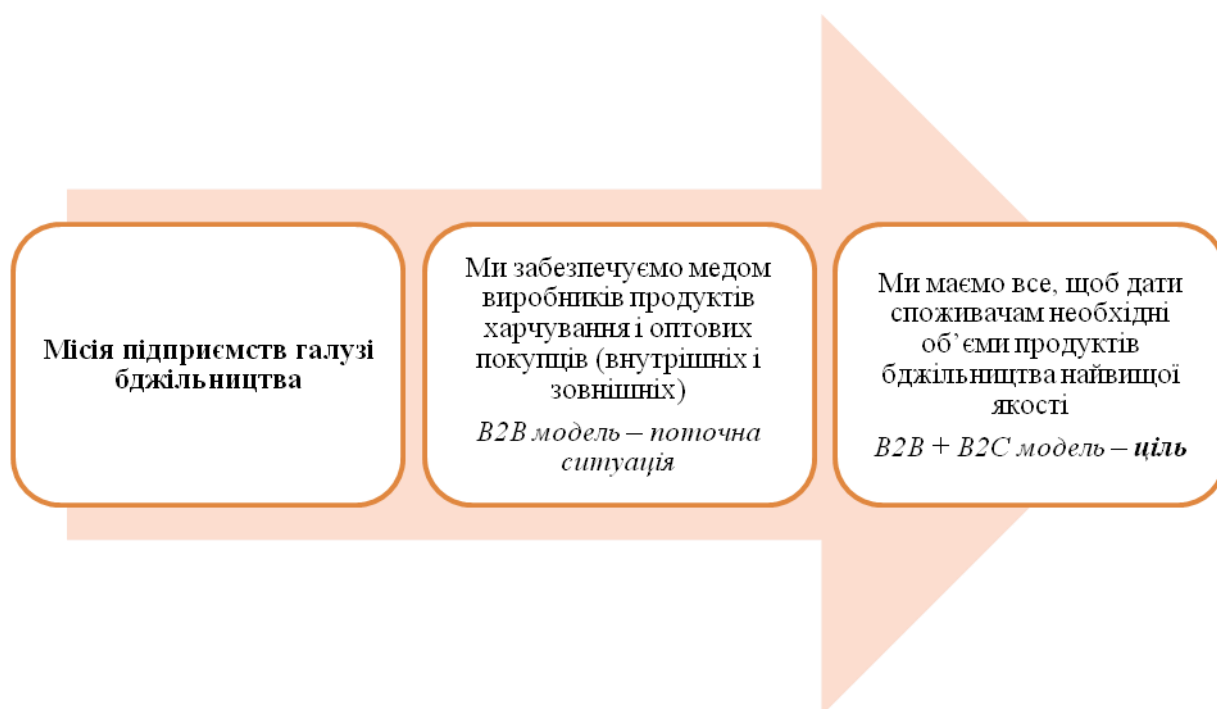 Місія підприємств галузі
бджільництва
Ми забезпечуємо медом
виробників продуктів
харчування і оптових
покупців (внутрішніх і
зовнішніх)
B2B модель – поточна
ситуація
Ми маємо все, щоб дати
споживачам необхідні
об’єми продуктів
бджільництва найвищої
якості
B2B + B2C модель – ціль